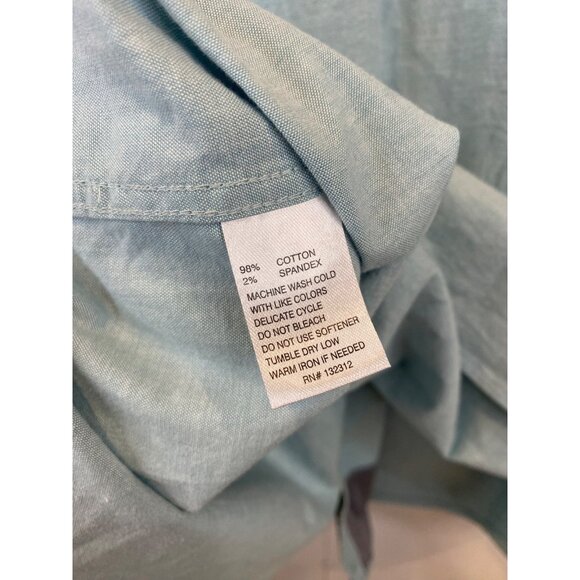 98% COTTON
2% SPANDEX
MACHINE WASH COLD
WITH LIKE COLORS
DELICATE CYCLE
DO NOT BLEACH
DO NOT USE SOFTENER
TUMBLE DRY LOW
WARM IRON IF NEEDED
RN# 132312